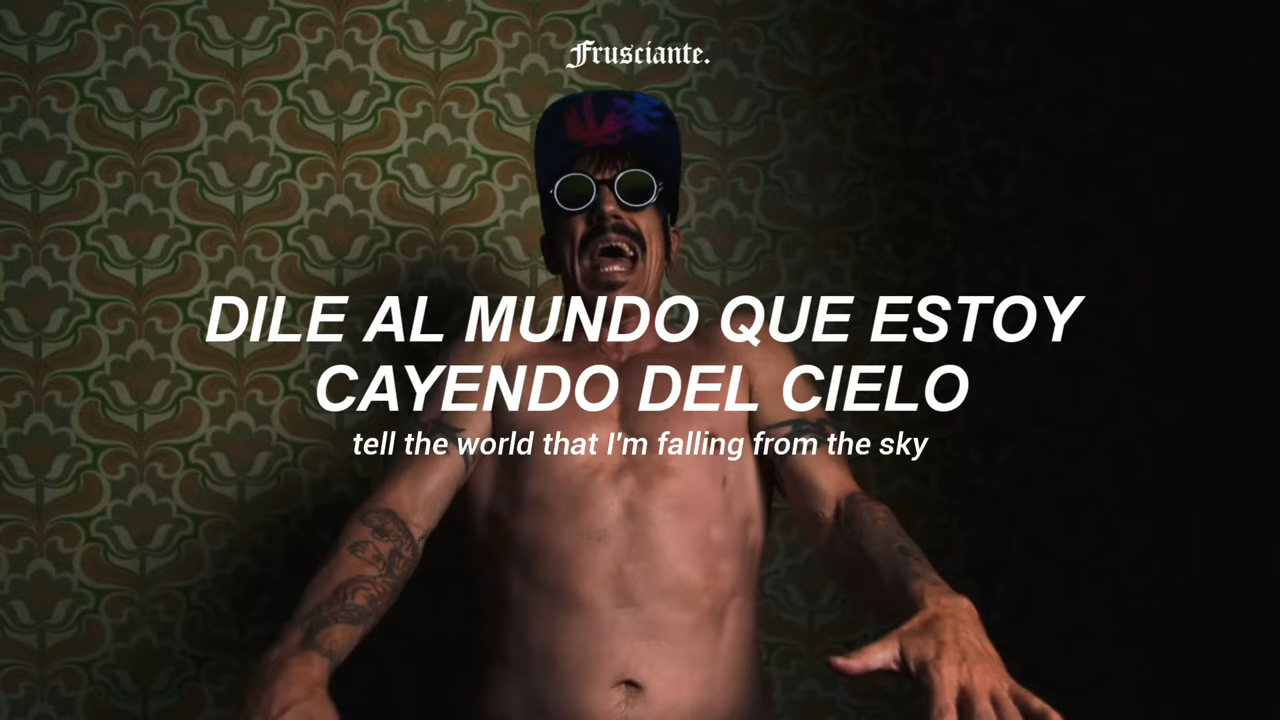 Frusciante.
DILE AL MUNDO QUE ESTOY
CAYENDO DEL CIELO
tell the world that I'm falling from the sky